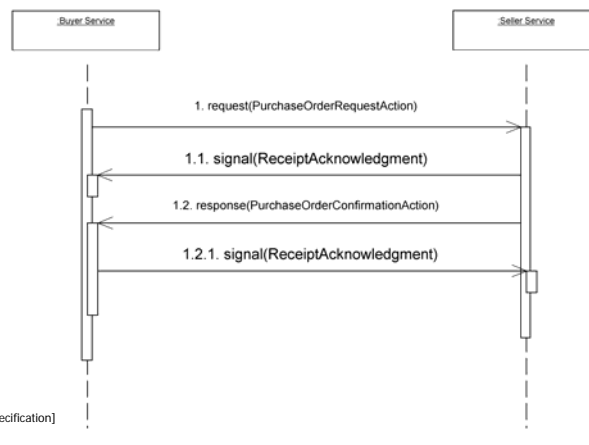 :Buyer Service
:Seller Service
1. request(PurchaseOrderRequestAction)
1.1. signal(ReceiptAcknowledgment)
1.2. response(PurchaseOrderConfirmationAction)
1.2.1. signal(ReceiptAcknowledgment)
ecification]